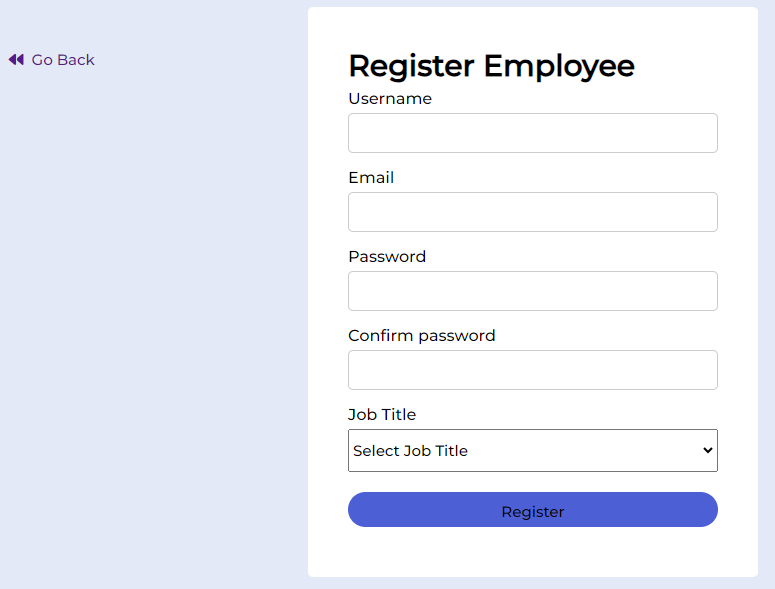 Go Back
Register Employee
Username
Email
Password
Confirm password
Job Title
Select Job Title
Register